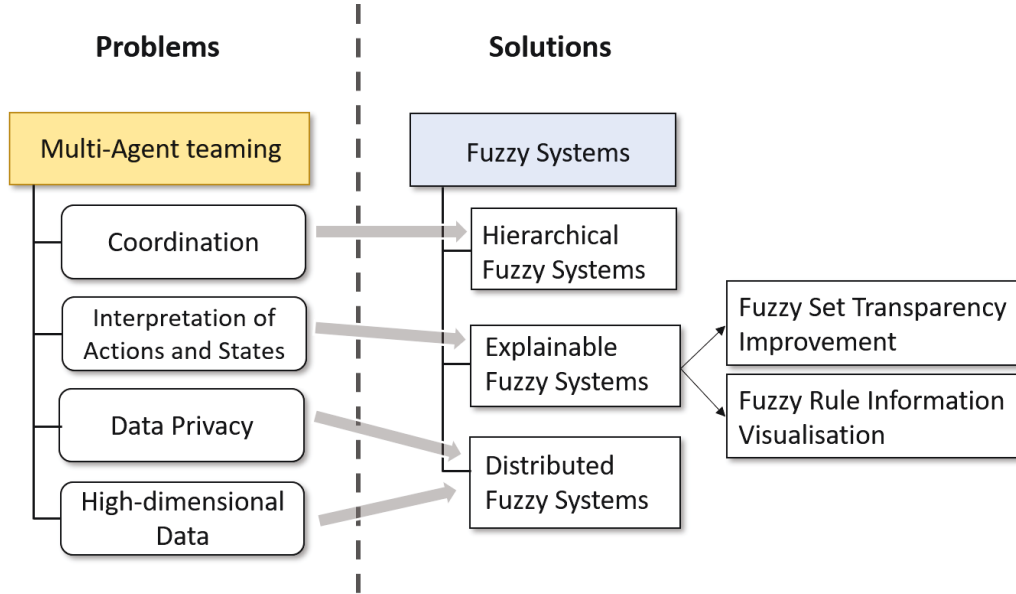 Problems
Solutions
Multi-Agent teaming
Fuzzy Systems
Coordination
Hierarchical
Fuzzy Systems
Interpretation of
Actions and States
Explainable
Fuzzy Systems
Fuzzy Set Transparency
Improvement
Fuzzy Rule Information
Visualisation
Data Privacy
Distributed
Fuzzy Systems
High-dimensional
Data